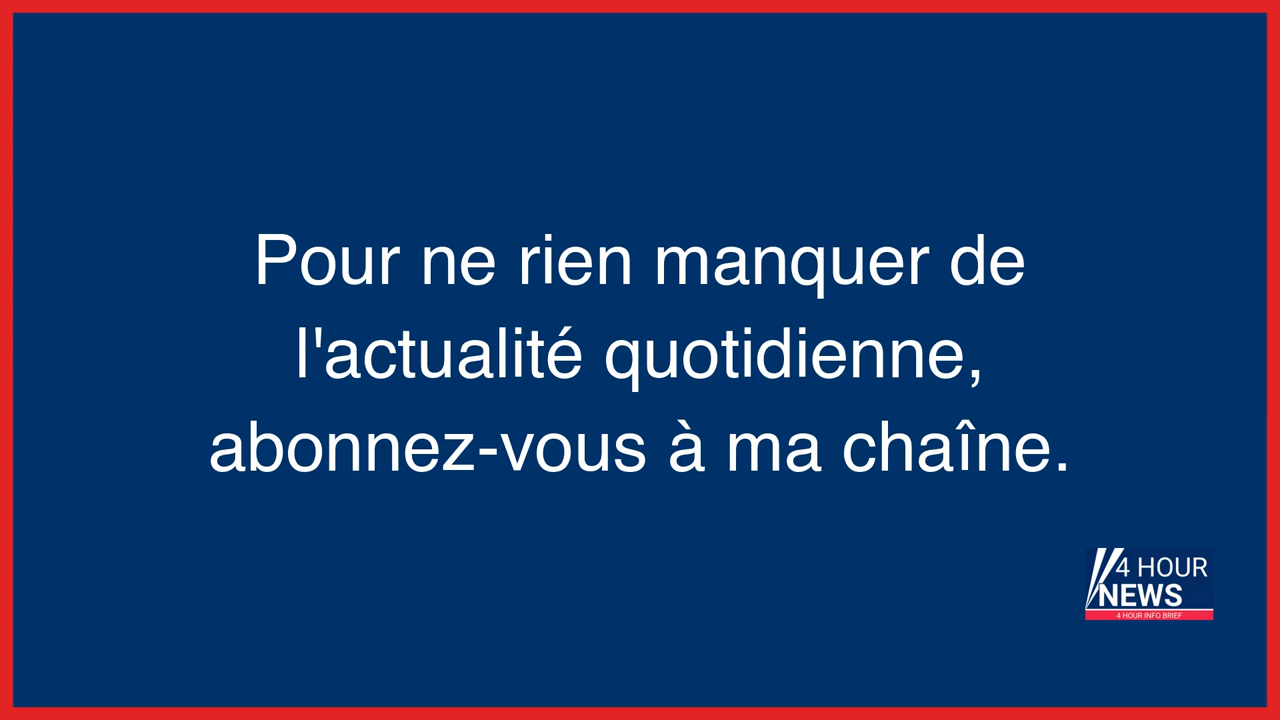 Pour ne rien manquer de
l'actualité quotidienne,
abonnez-vous à ma chaîne.
4 HOUR
NEWS
4 HOUR INFO BRIEF